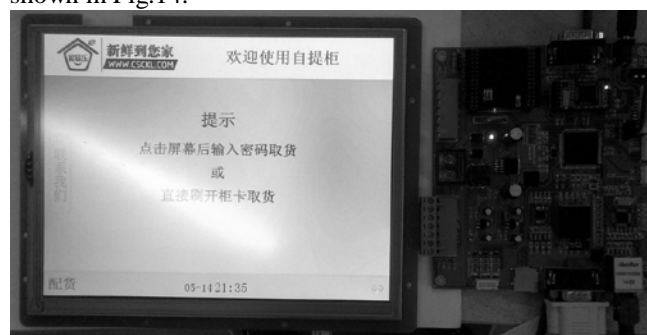 shown in Fig.14.
新鲜到您家
WWW.CSCKL.COM
欢迎使用自提柜
提示
点击屏幕后输入密码取货
或
直接刷开柜卡取货
联系我们
配货
05-14 21:35